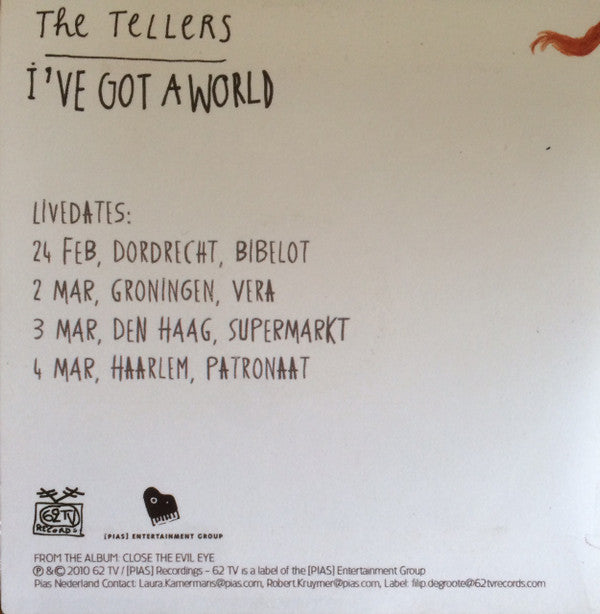 The TELLERS
I'VE GOT A WORLD
LIVEDATES:
24 FEB, DORDRECHT, BIBELOT
2 MAR, GRONINGEN, VERA
3 MAR, DEN HAAG, SUPERMARKT
4 MAR, HAARLEM, PATRONAAT
62 TV
RECORDS
[PIAS] ENTERTAINMENT GROUP
FROM THE ALBUM: CLOSE THE EVIL EYE
℗ & © 2010 62 TV / [PIAS] Recordings – 62 TV is a label of the [PIAS] Entertainment Group
Pias Nederland Contact: Laura.Kamermans@pias.com, Robert.Kruymer@pias.com, Label: filip.degroote@62tvrecords.com